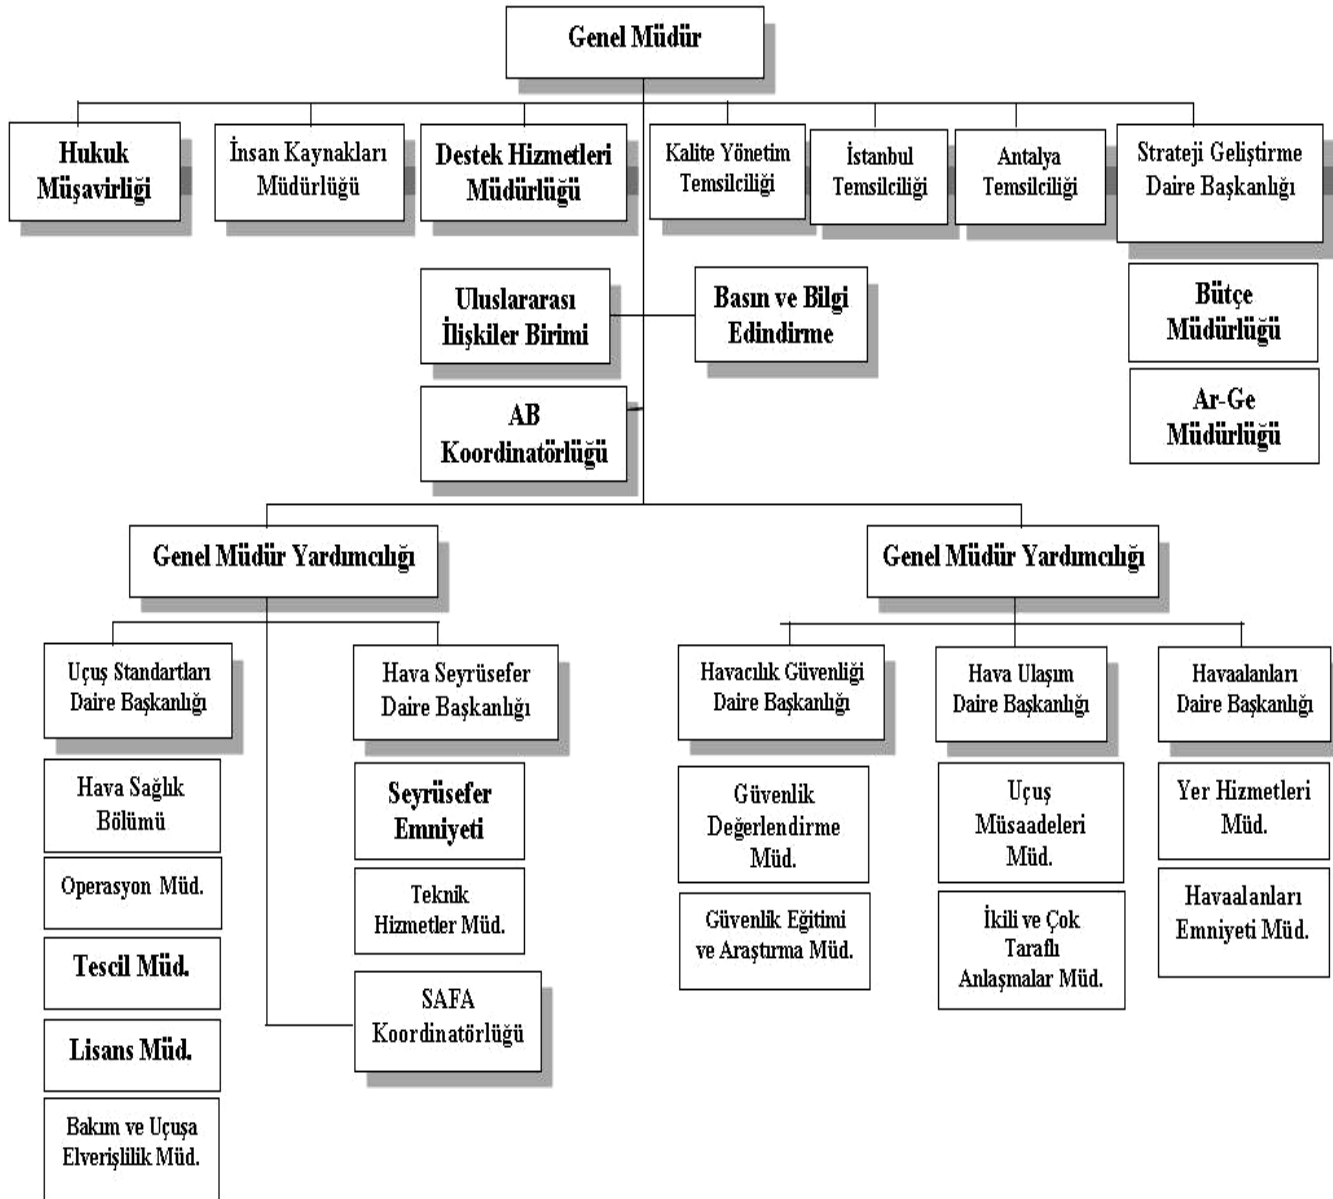 Genel Müdür
Hukuk
Müşavirliği
İnsan Kaynakları
Müdürlüğü
Destek Hizmetleri
Müdürlüğü
Kalite Yönetim
Temsilciliği
İstanbul
Temsilciliği
Antalya
Temsilciliği
Strateji Geliştirme
Daire Başkanlığı
Uluslararası
İlişkiler Birimi
Basın ve Bilgi
Edindirme
Bütçe
Müdürlüğü
AB
Koordinatörlüğü
Ar-Ge
Müdürlüğü
Genel Müdür Yardımcılığı
Genel Müdür Yardımcılığı
Uçuş Standartları
Daire Başkanlığı
Hava Seyrüsefer
Daire Başkanlığı
Havacılık Güvenliği
Daire Başkanlığı
Hava Ulaşım
Daire Başkanlığı
Havaalanları
Daire Başkanlığı
Hava Sağlık
Bölümü
Operasyon Müd.
Tescil Müd.
Lisans Müd.
Bakım ve Uçuşa
Elverişlilik Müd.
Seyrüsefer
Emniyeti
Teknik
Hizmetler Müd.
SAFA
Koordinatörlüğü
Güvenlik
Değerlendirme
Müd.
Güvenlik Eğitimi
ve Araştırma Müd.
Uçuş
Müsaadeleri
Müd.
İkili ve Çok
Taraflı
Anlaşmalar Müd.
Yer Hizmetleri
Müd.
Havaalanları
Emniyeti Müd.